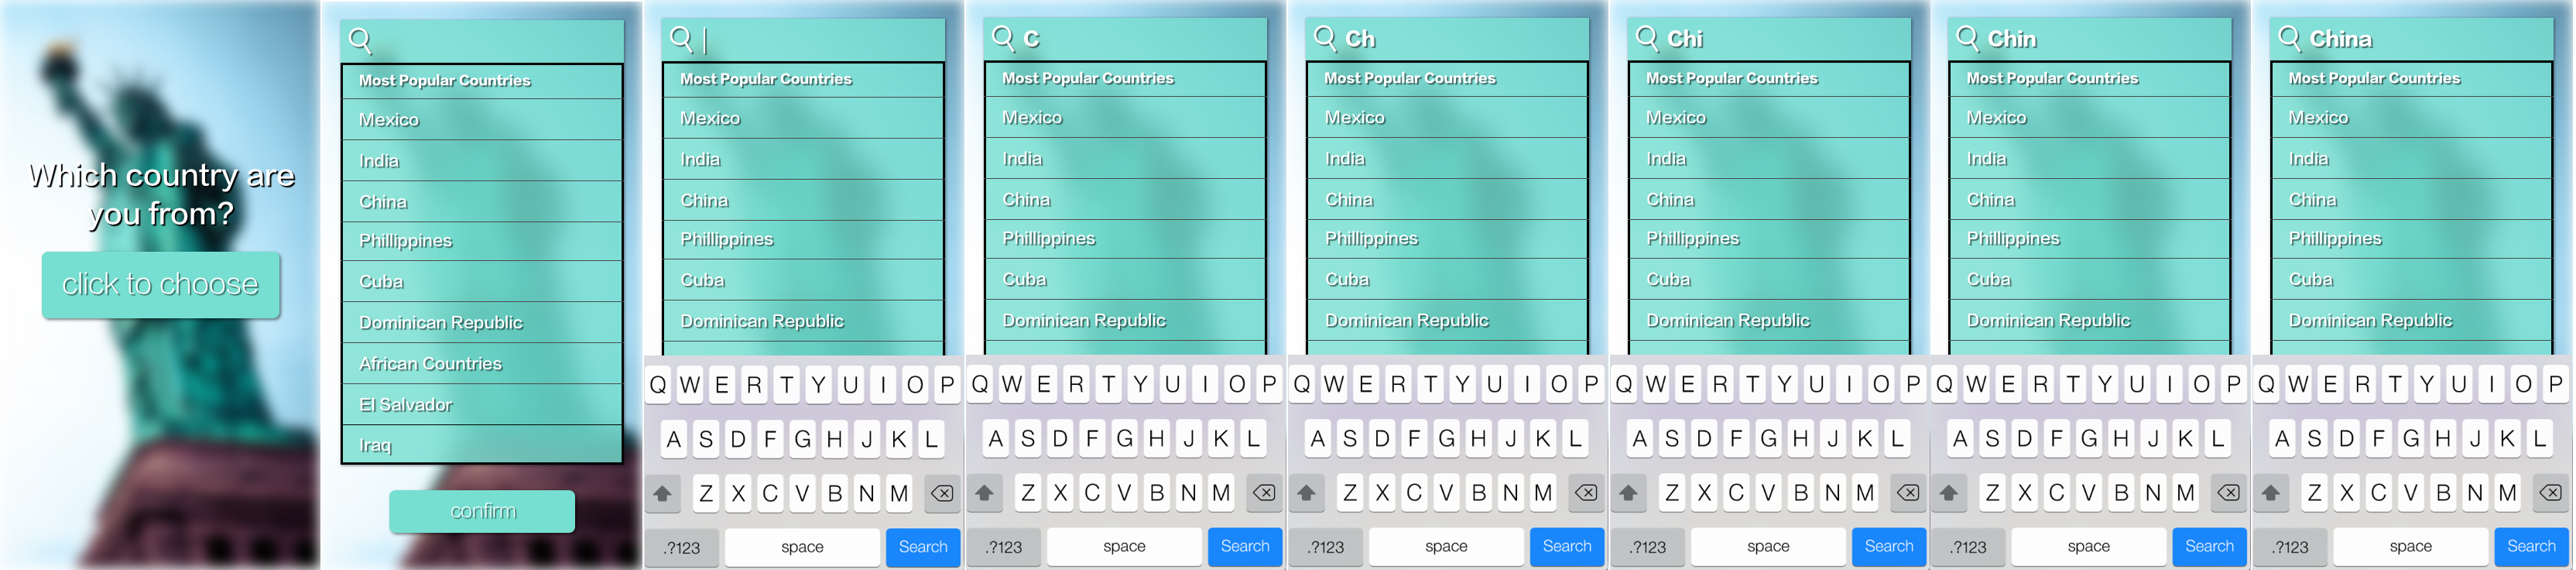 Which country are
you from?
click to choose
Most Popular Countries
Mexico
India
China
Phillippines
Cuba
Dominican Republic
African Countries
El Salvador
Iraq
confirm
Most Popular Countries
Mexico
India
China
Phillippines
Cuba
Dominican Republic
Q W E R T Y U I O P
A S D F G H J K L
Z X C V B N M
.?123 space Search
C
Most Popular Countries
Mexico
India
China
Phillippines
Cuba
Dominican Republic
Q W E R T Y U I O P
A S D F G H J K L
Z X C V B N M
.?123 space Search
Ch
Most Popular Countries
Mexico
India
China
Phillippines
Cuba
Dominican Republic
Q W E R T Y U I O P
A S D F G H J K L
Z X C V B N M
.?123 space Search
Chi
Most Popular Countries
Mexico
India
China
Phillippines
Cuba
Dominican Republic
Q W E R T Y U I O P
A S D F G H J K L
Z X C V B N M
.?123 space Search
Chin
Most Popular Countries
Mexico
India
China
Phillippines
Cuba
Dominican Republic
Q W E R T Y U I O P
A S D F G H J K L
Z X C V B N M
.?123 space Search
China
Most Popular Countries
Mexico
India
China
Phillippines
Cuba
Dominican Republic
Q W E R T Y U I O P
A S D F G H J K L
Z X C V B N M
.?123 space Search